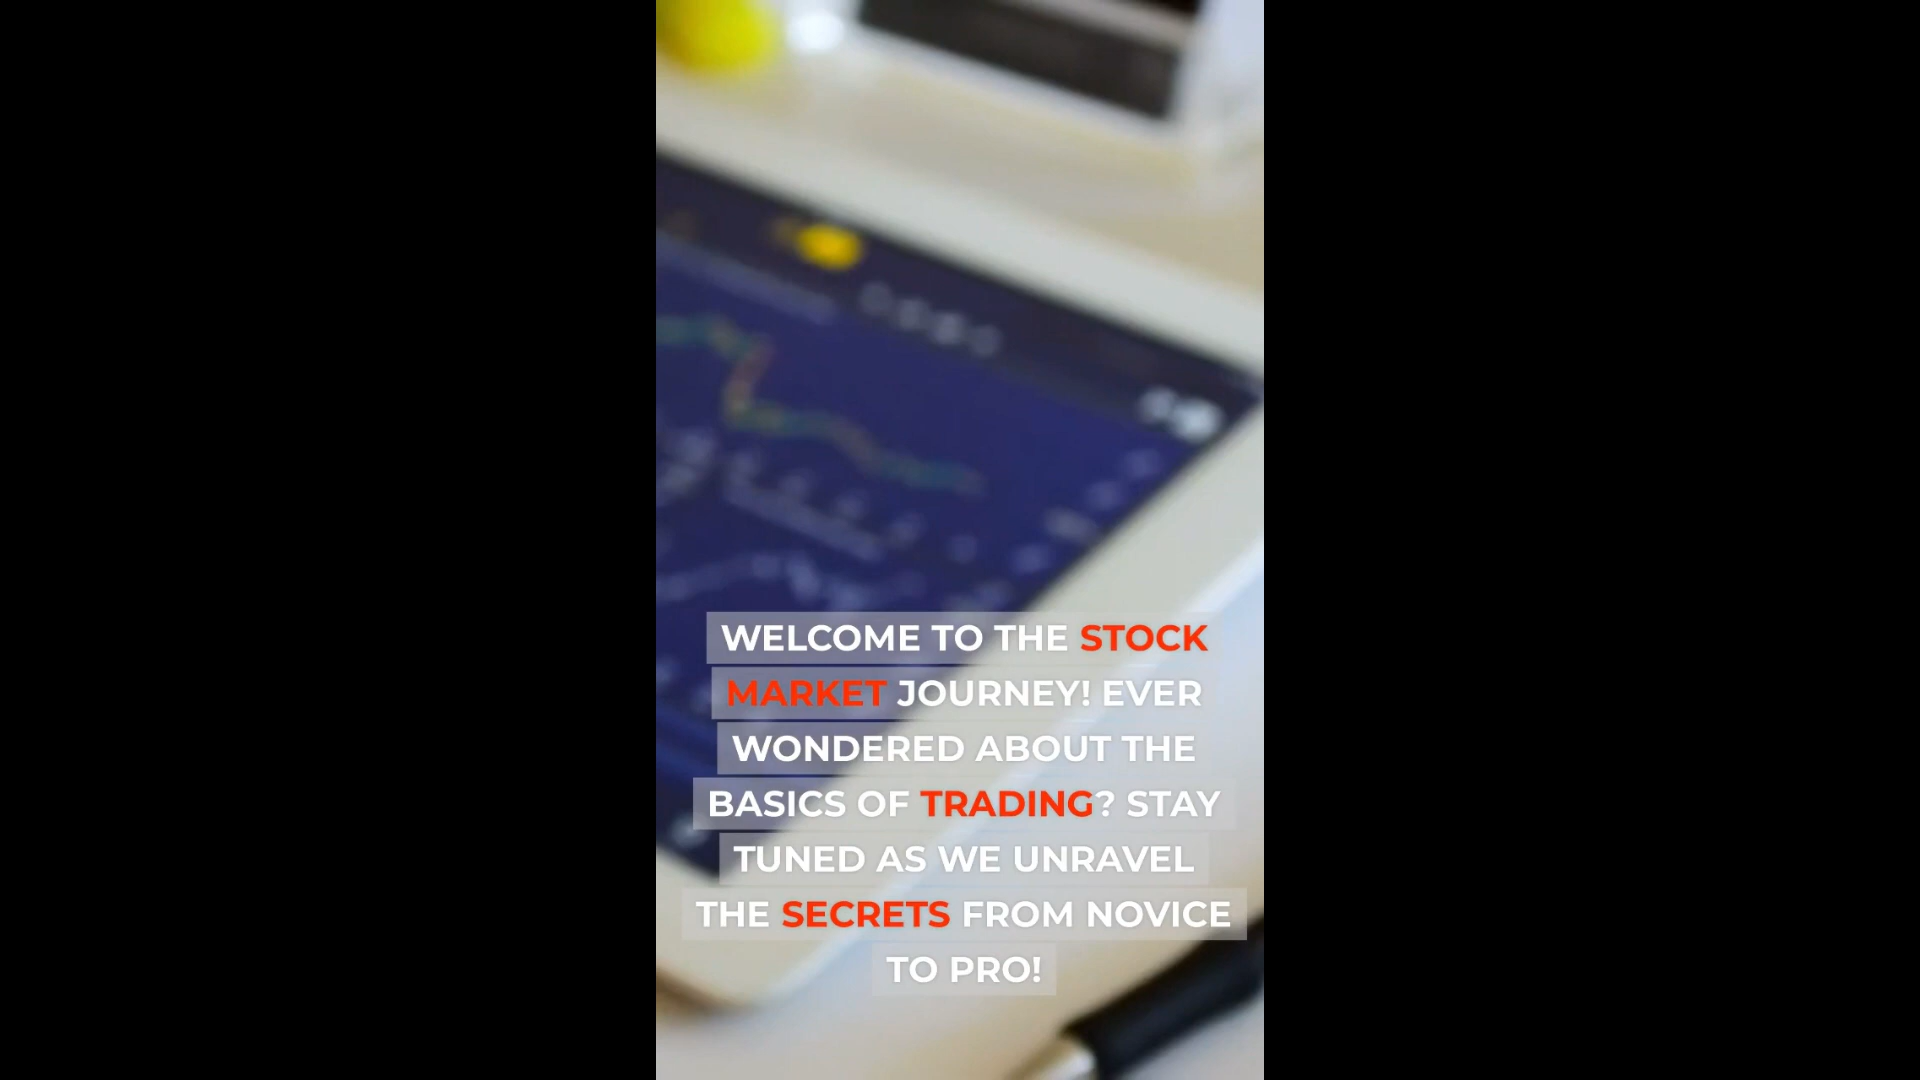 WELCOME TO THE STOCK
MARKET JOURNEY! EVER
WONDERED ABOUT THE
BASICS OF TRADING? STAY
TUNED AS WE UNRAVEL
THE SECRETS FROM NOVICE
TO PRO!